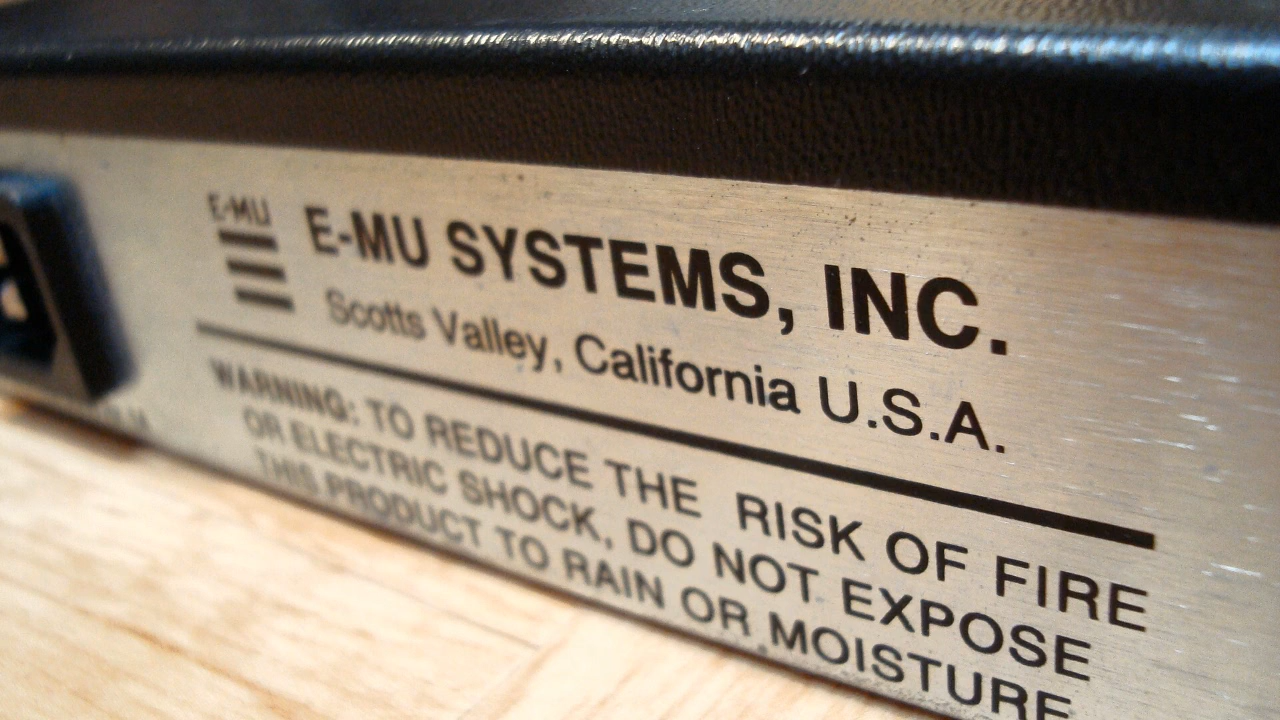 E-MU
E-MU SYSTEMS, INC.
Scotts Valley, California U.S.A.
WARNING: TO REDUCE THE RISK OF FIRE
OR ELECTRIC SHOCK, DO NOT EXPOSE
THIS PRODUCT TO RAIN OR MOISTURE